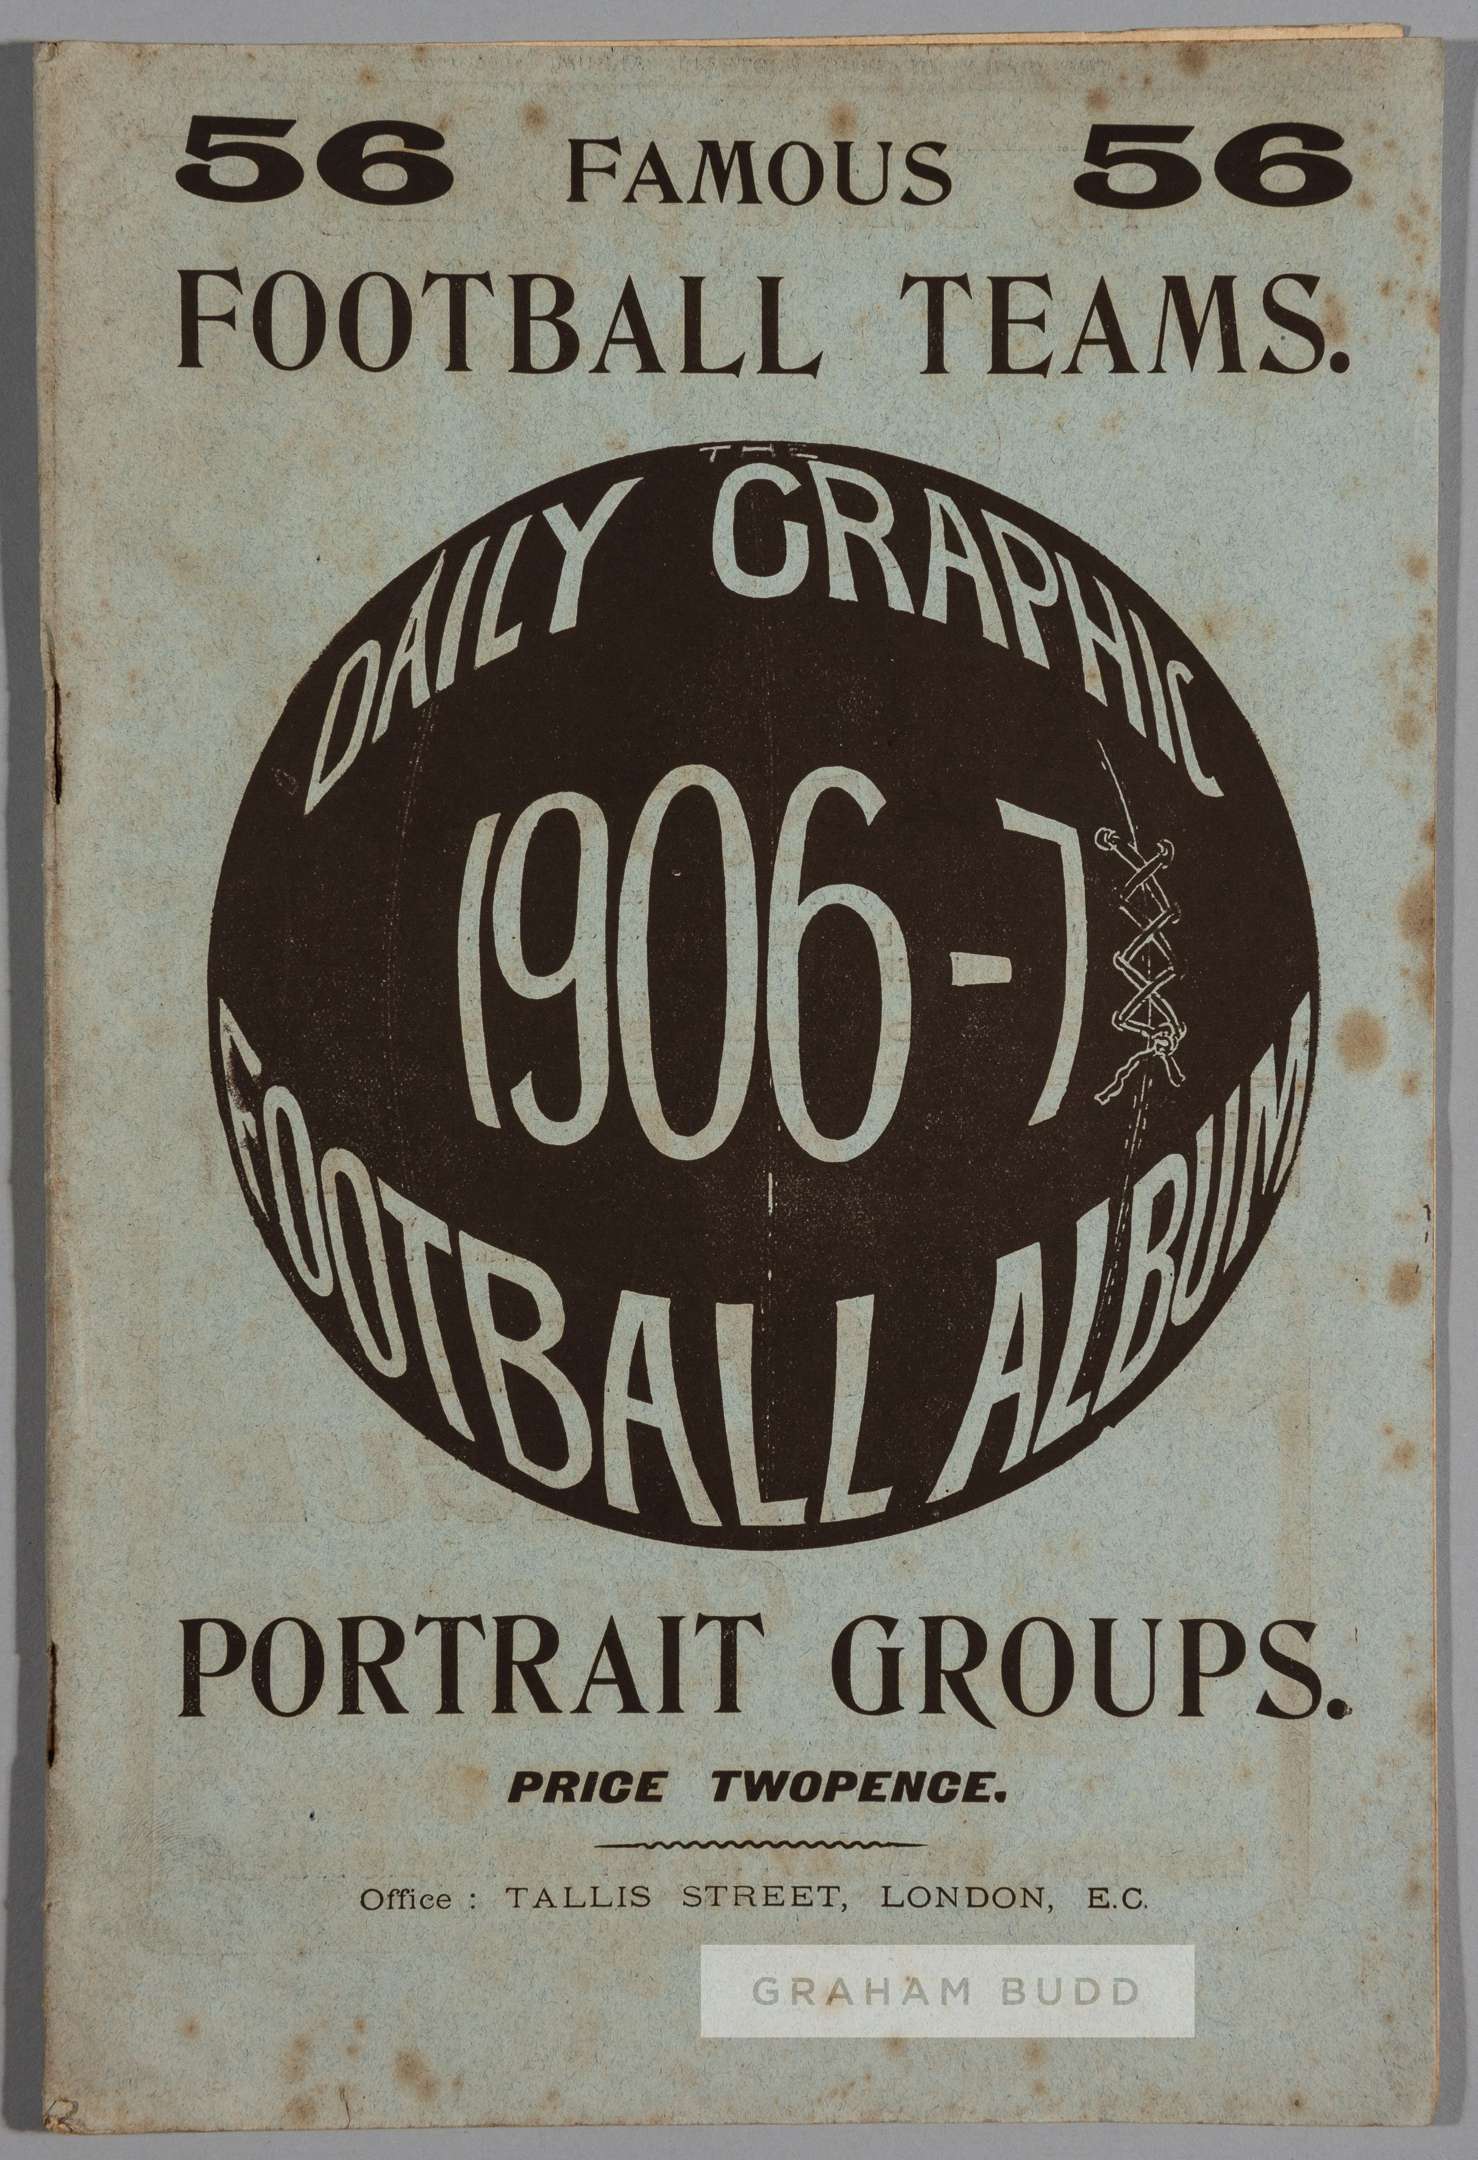 56 FAMOUS 56
FOOTBALL TEAMS.
THE
DAILY GRAPHIC
1906-7
FOOTBALL ALBUM
PORTRAIT GROUPS.
PRICE TWOPENCE.
Office : TALLIS STREET, LONDON, E.C.
GRAHAM BUDD